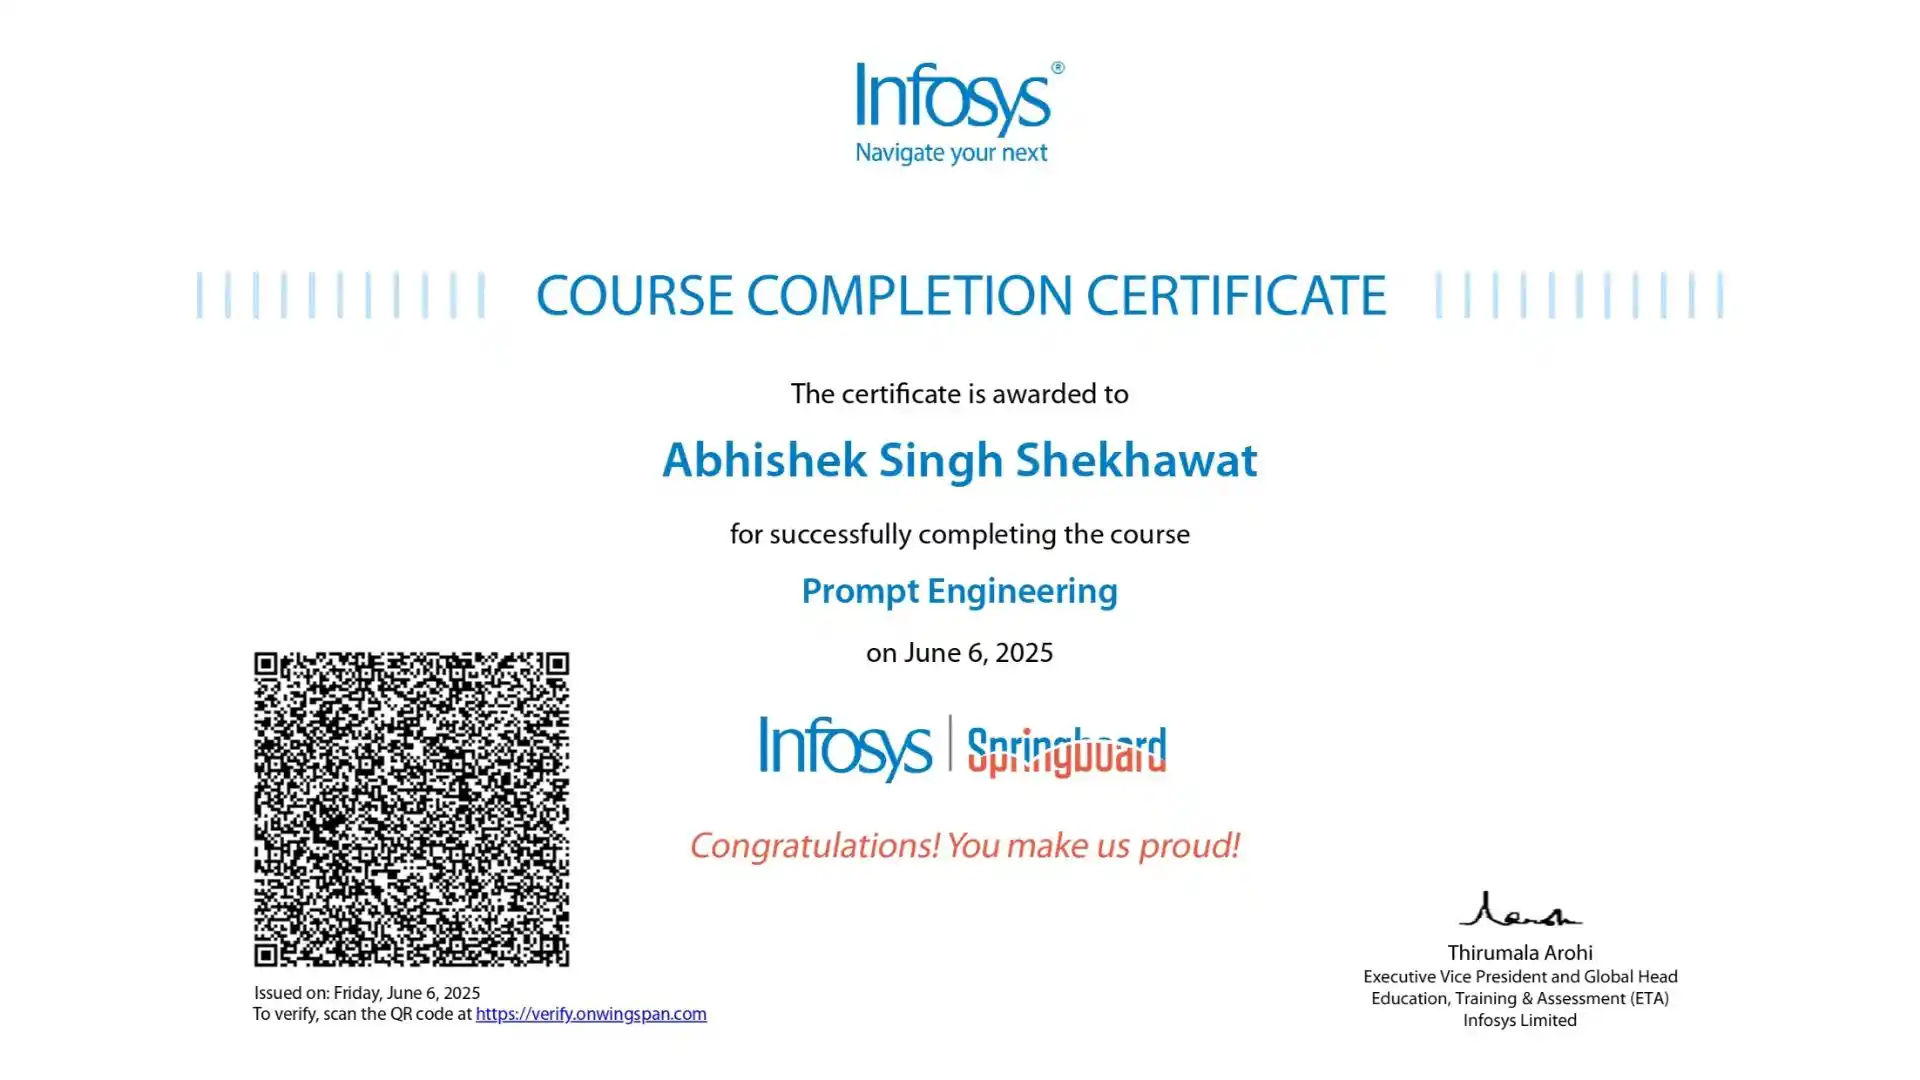 Infosys®
Navigate your next
COURSE COMPLETION CERTIFICATE
The certificate is awarded to
Abhishek Singh Shekhawat
for successfully completing the course
Prompt Engineering
on June 6, 2025
Infosys | Springboard
Congratulations! You make us proud!
Issued on: Friday, June 6, 2025
To verify, scan the QR code at https://verify.onwingspan.com
Thirumala Arohi
Executive Vice President and Global Head
Education, Training & Assessment (ETA)
Infosys Limited